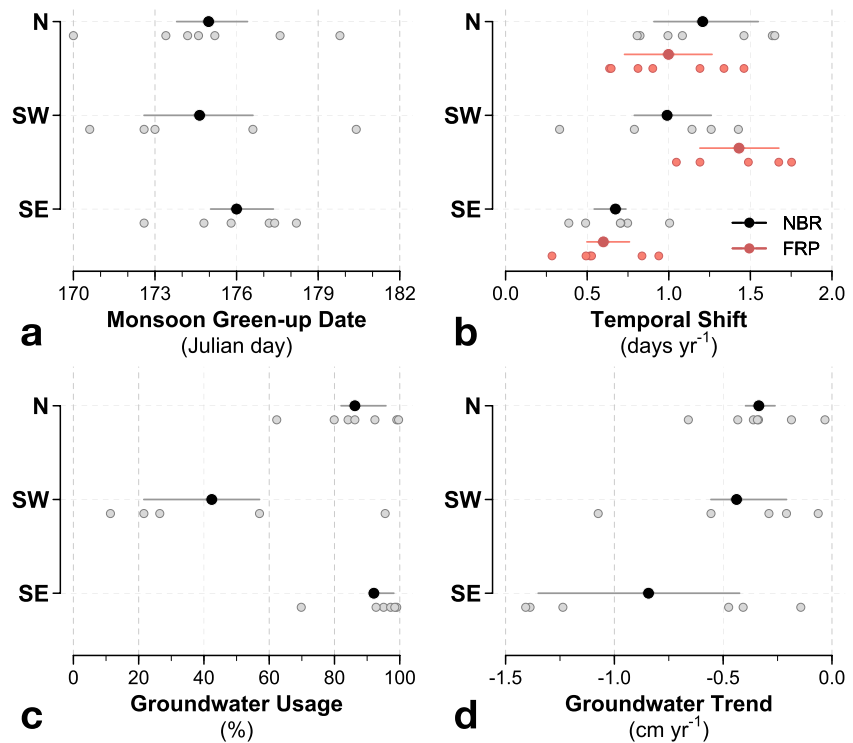 N
SW
SE
170 173 176 179 182
a
Monsoon Green-up Date
(Julian day)
N
SW
SE
NBR
FRP
0.0 0.5 1.0 1.5 2.0
b
Temporal Shift
(days yr⁻¹)
N
SW
SE
0 20 40 60 80 100
c
Groundwater Usage
(%)
N
SW
SE
-1.5 -1.0 -0.5 0.0
d
Groundwater Trend
(cm yr⁻¹)